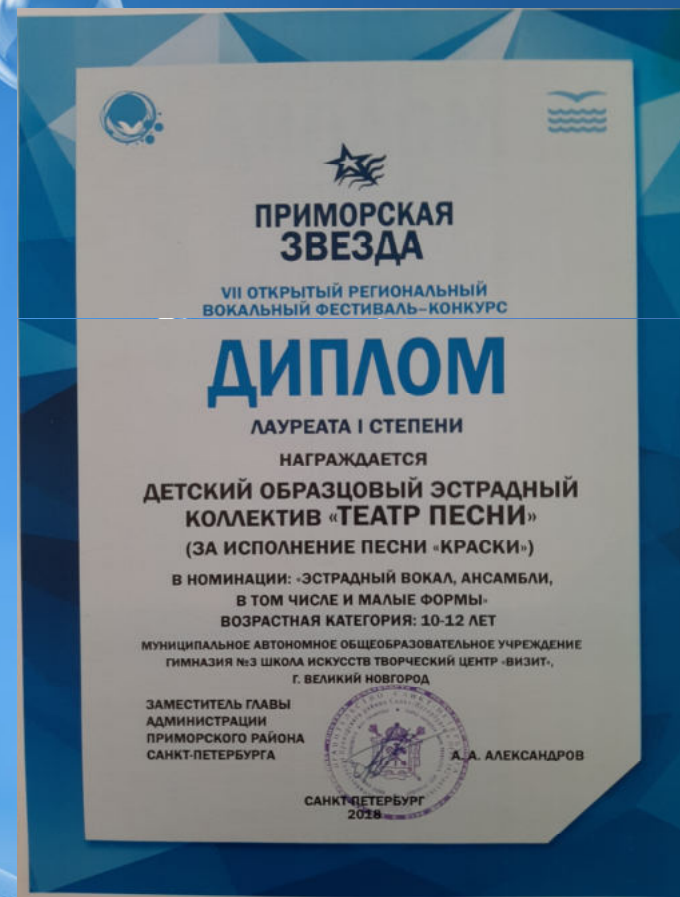 ПРИМОРСКАЯ
ЗВЕЗДА
VII ОТКРЫТЫЙ РЕГИОНАЛЬНЫЙ
ВОКАЛЬНЫЙ ФЕСТИВАЛЬ-КОНКУРС
ДИПЛОМ
ЛАУРЕАТА I СТЕПЕНИ
НАГРАЖДАЕТСЯ
ДЕТСКИЙ ОБРАЗЦОВЫЙ ЭСТРАДНЫЙ
КОЛЛЕКТИВ «ТЕАТР ПЕСНИ»
(ЗА ИСПОЛНЕНИЕ ПЕСНИ «КРАСКИ»)
В НОМИНАЦИИ: «ЭСТРАДНЫЙ ВОКАЛ, АНСАМБЛИ,
В ТОМ ЧИСЛЕ И МАЛЫЕ ФОРМЫ»
ВОЗРАСТНАЯ КАТЕГОРИЯ: 10-12 ЛЕТ
МУНИЦИПАЛЬНОЕ АВТОНОМНОЕ ОБЩЕОБРАЗОВАТЕЛЬНОЕ УЧРЕЖДЕНИЕ
ГИМНАЗИЯ №3 ШКОЛА ИСКУССТВ ТВОРЧЕСКИЙ ЦЕНТР «ВИЗИТ»,
Г. ВЕЛИКИЙ НОВГОРОД
ЗАМЕСТИТЕЛЬ ГЛАВЫ
АДМИНИСТРАЦИИ
ПРИМОРСКОГО РАЙОНА
САНКТ-ПЕТЕРБУРГА
А. А. АЛЕКСАНДРОВ
САНКТ-ПЕТЕРБУРГ
2018